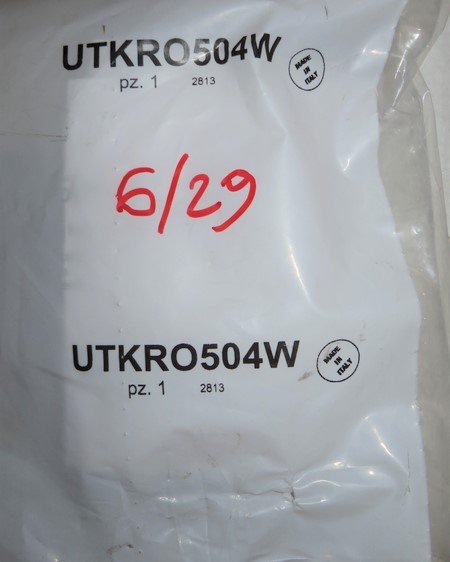 UTKRO504W
pz. 1 2813
MADE
IN
ITALY
6/29
UTKRO504W
pz. 1 2813
MADE
IN
ITALY